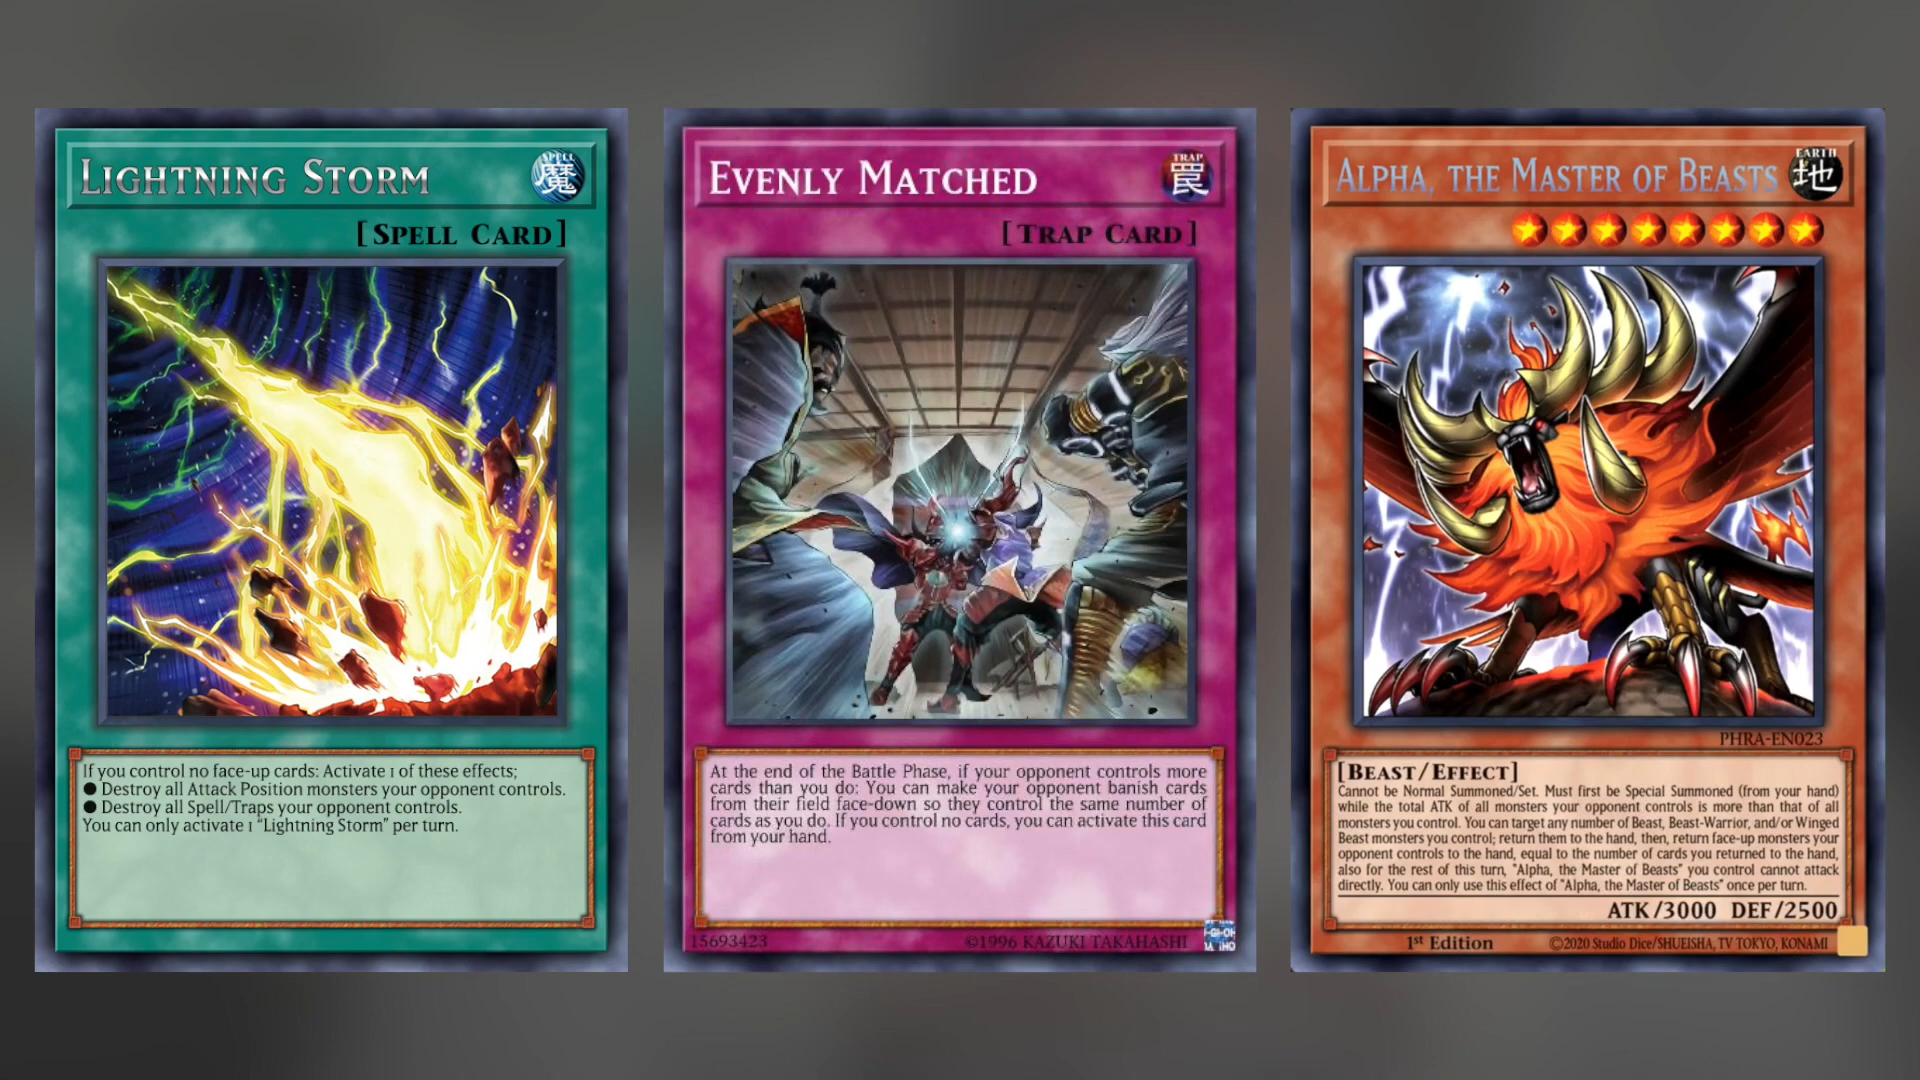 LIGHTNING STORM
SPELL
魔
[SPELL CARD]
If you control no face-up cards: Activate 1 of these effects;
● Destroy all Attack Position monsters your opponent controls.
● Destroy all Spell/Traps your opponent controls.
You can only activate 1 "Lightning Storm" per turn.
EVENLY MATCHED
TRAP
罠
[TRAP CARD]
At the end of the Battle Phase, if your opponent controls more
cards than you do: You can make your opponent banish cards
from their field face-down so they control the same number of
cards as you do. If you control no cards, you can activate this card
from your hand.
15693423
©1996 KAZUKI TAKAHASHI
ALPHA, THE MASTER OF BEASTS
EARTH
地
PHRA-EN023
[BEAST/EFFECT]
Cannot be Normal Summoned/Set. Must first be Special Summoned (from your hand)
while the total ATK of all monsters your opponent controls is more than that of all
monsters you control. You can target any number of Beast, Beast-Warrior, and/or Winged
Beast monsters you control; return them to the hand, then, return face-up monsters your
opponent controls to the hand, equal to the number of cards you returned to the hand,
also for the rest of this turn, "Alpha, the Master of Beasts" you control cannot attack
directly. You can only use this effect of "Alpha, the Master of Beasts" once per turn.
ATK/3000 DEF/2500
1st Edition
©2020 Studio Dice/SHUEISHA, TV TOKYO, KONAMI